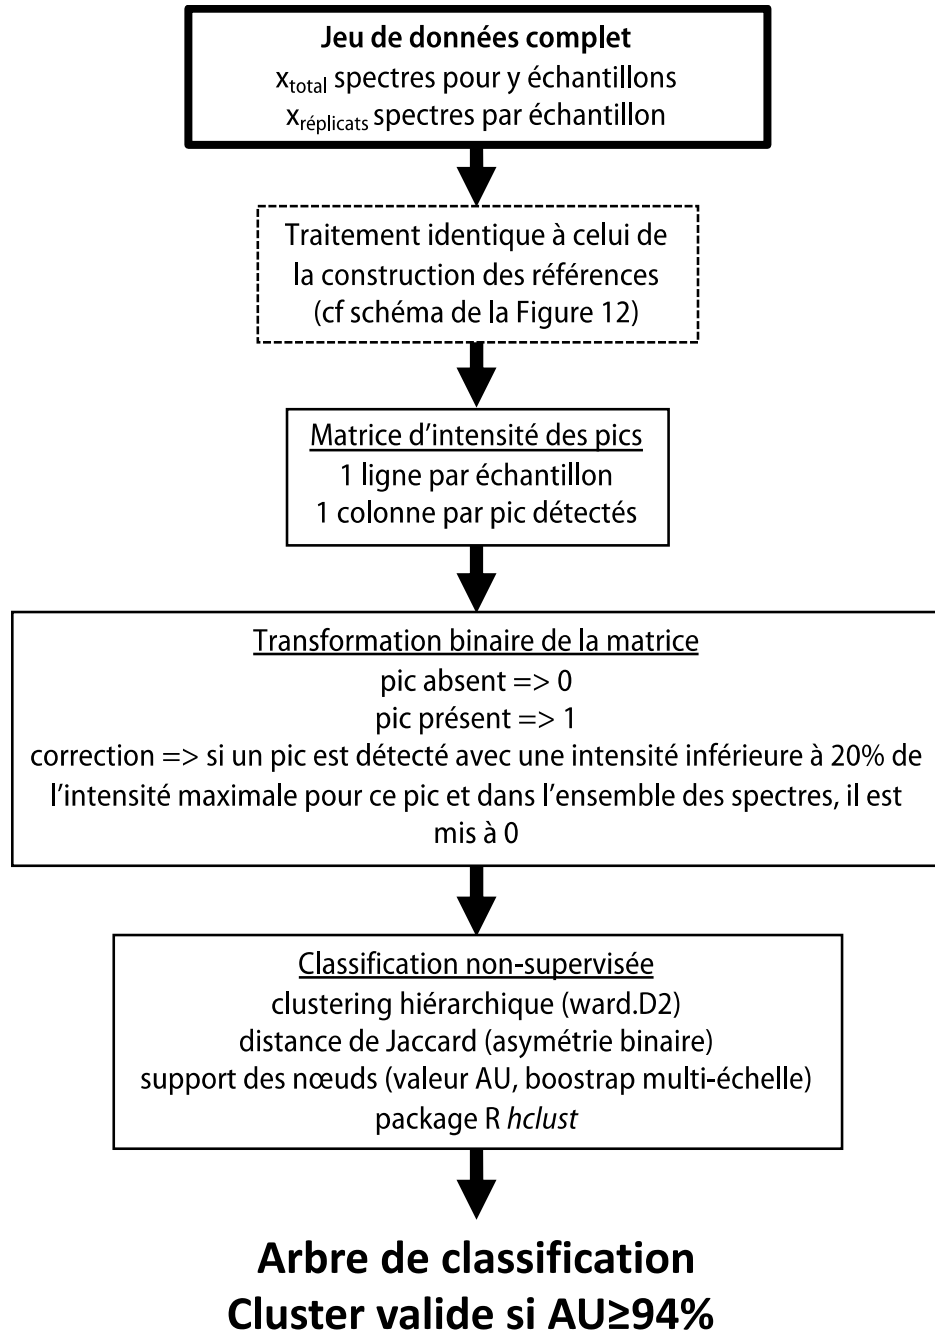 Jeu de données complet
xtotal spectres pour y échantillons
xréplicats spectres par échantillon
Traitement identique à celui de
la construction des références
(cf schéma de la Figure 12)
Matrice d'intensité des pics
1 ligne par échantillon
1 colonne par pic détectés
Transformation binaire de la matrice
pic absent => 0
pic présent => 1
correction => si un pic est détecté avec une intensité inférieure à 20% de
l'intensité maximale pour ce pic et dans l'ensemble des spectres, il est
mis à 0
Classification non-supervisée
clustering hiérarchique (ward.D2)
distance de Jaccard (asymétrie binaire)
support des nœuds (valeur AU, boostrap multi-échelle)
package R hclust
Arbre de classification
Cluster valide si AU≥94%